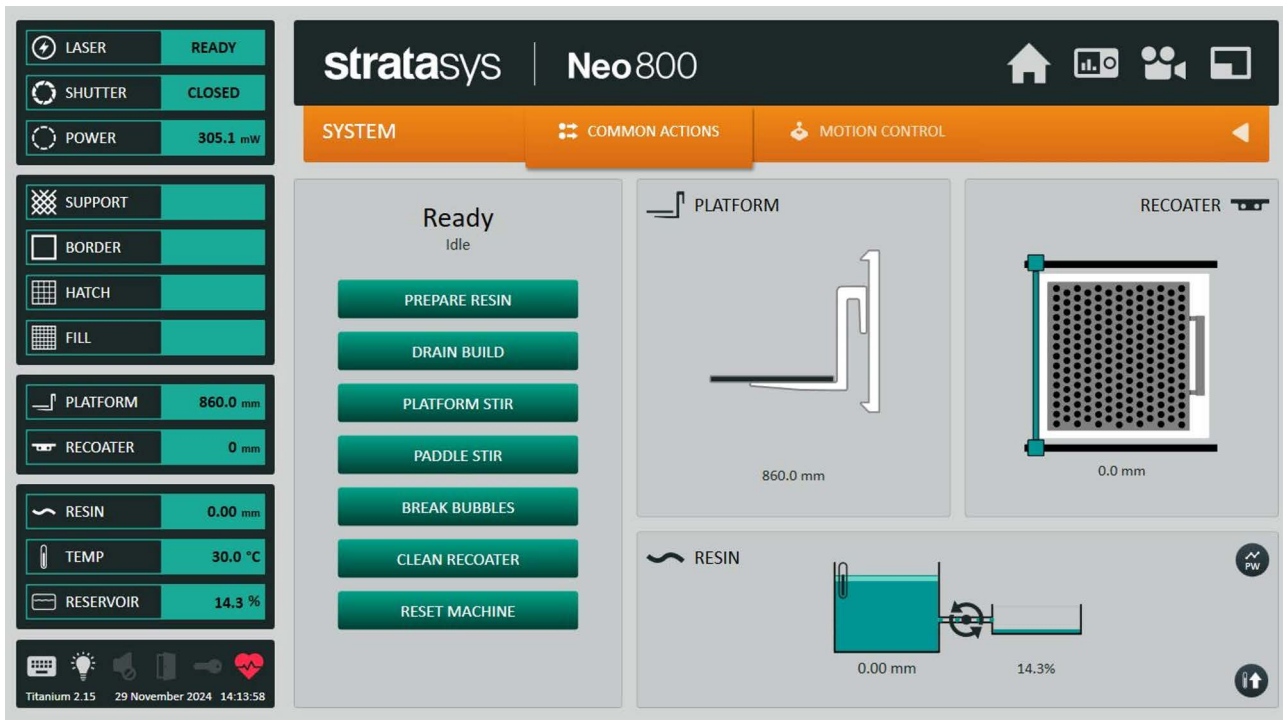 LASER READY
SHUTTER CLOSED
POWER 305.1 mW
SUPPORT
BORDER
HATCH
FILL
PLATFORM 860.0 mm
RECOATER 0 mm
RESIN 0.00 mm
TEMP 30.0 °C
RESERVOIR 14.3 %
Titanium 2.15 29 November 2024 14:13:58
stratasys Neo800
SYSTEM COMMON ACTIONS MOTION CONTROL
Ready
Idle
PREPARE RESIN
DRAIN BUILD
PLATFORM STIR
PADDLE STIR
BREAK BUBBLES
CLEAN RECOATER
RESET MACHINE
PLATFORM
860.0 mm
RECOATER
0.0 mm
RESIN
PW
0.00 mm 14.3%